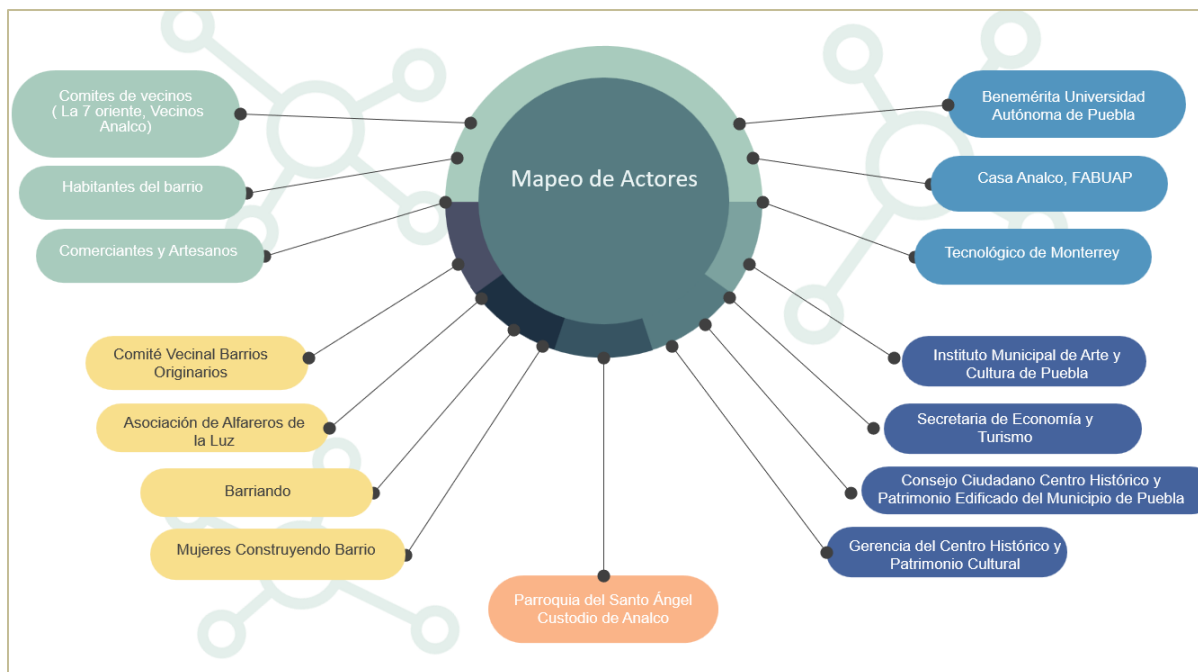 Mapeo de Actores
Comites de vecinos
( La 7 oriente, Vecinos
Analco)
Habitantes del barrio
Comerciantes y Artesanos
Comité Vecinal Barrios
Originarios
Asociación de Alfareros de
la Luz
Barriando
Mujeres Construyendo Barrio
Parroquia del Santo Ángel
Custodio de Analco
Benemérita Universidad
Autónoma de Puebla
Casa Analco, FABUAP
Tecnológico de Monterrey
Instituto Municipal de Arte y
Cultura de Puebla
Secretaria de Economía y
Turismo
Consejo Ciudadano Centro Histórico y
Patrimonio Edificado del Municipio de Puebla
Gerencia del Centro Histórico y
Patrimonio Cultural